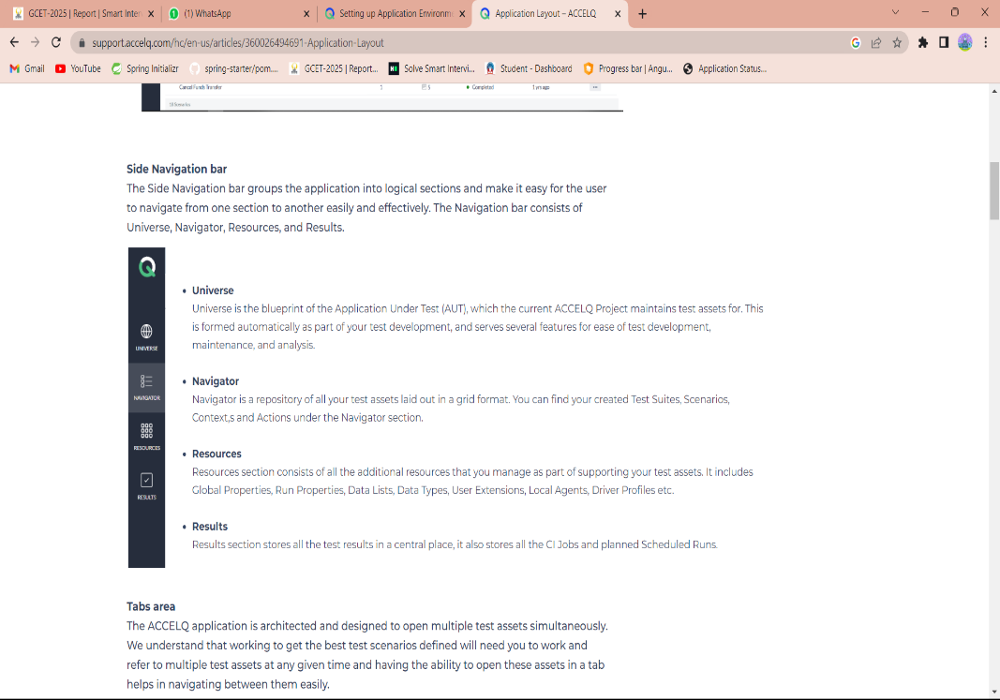 GCET-2025 | Report | Smart Inter
(1) WhatsApp
Setting up Application Environm
Application Layout – ACCELQ
support.accelq.com/hc/en-us/articles/360026494691-Application-Layout
Gmail
YouTube
Spring Initializr
spring-starter/pom....
GCET-2025 | Report...
Solve Smart Intervi...
Student - Dashboard
Progress bar | Angu...
Application Status...
Cancel Funds Transfer 1 5 Completed 1 yrs ago
Side Navigation bar
The Side Navigation bar groups the application into logical sections and make it easy for the user
to navigate from one section to another easily and effectively. The Navigation bar consists of
Universe, Navigator, Resources, and Results.
UNIVERSE
NAVIGATOR
RESOURCES
RESULTS
• Universe
Universe is the blueprint of the Application Under Test (AUT), which the current ACCELQ Project maintains test assets for. This
is formed automatically as part of your test development, and serves several features for ease of test development,
maintenance, and analysis.
• Navigator
Navigator is a repository of all your test assets laid out in a grid format. You can find your created Test Suites, Scenarios,
Context,s and Actions under the Navigator section.
• Resources
Resources section consists of all the additional resources that you manage as part of supporting your test assets. It includes
Global Properties, Run Properties, Data Lists, Data Types, User Extensions, Local Agents, Driver Profiles etc.
• Results
Results section stores all the test results in a central place, it also stores all the CI Jobs and planned Scheduled Runs.
Tabs area
The ACCELQ application is architected and designed to open multiple test assets simultaneously.
We understand that working to get the best test scenarios defined will need you to work and
refer to multiple test assets at any given time and having the ability to open these assets in a tab
helps in navigating between them easily.